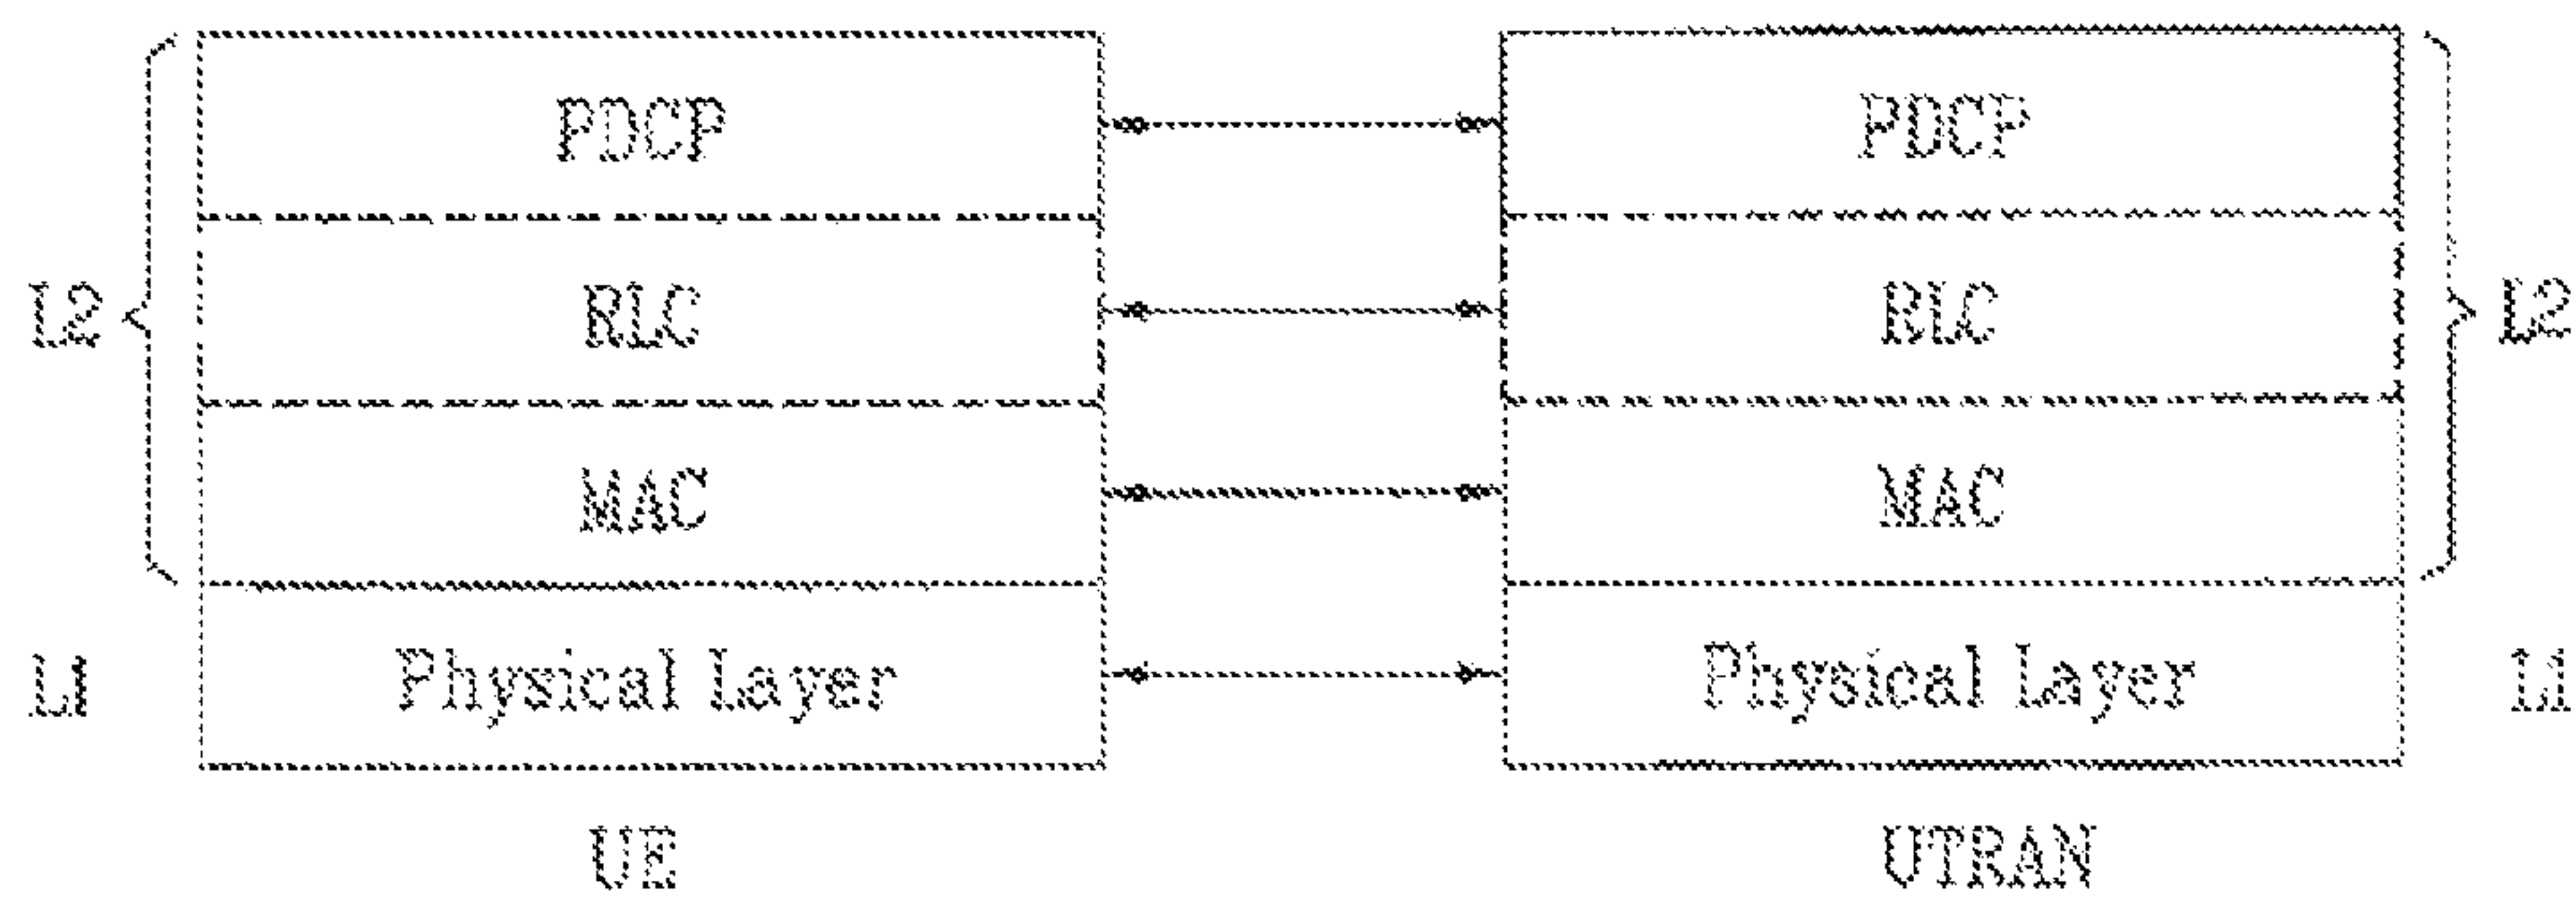 PDCP PDCP
L2 RLC RLC L2
MAC MAC
L1 Physical Layer Physical Layer L1
UE UTRAN